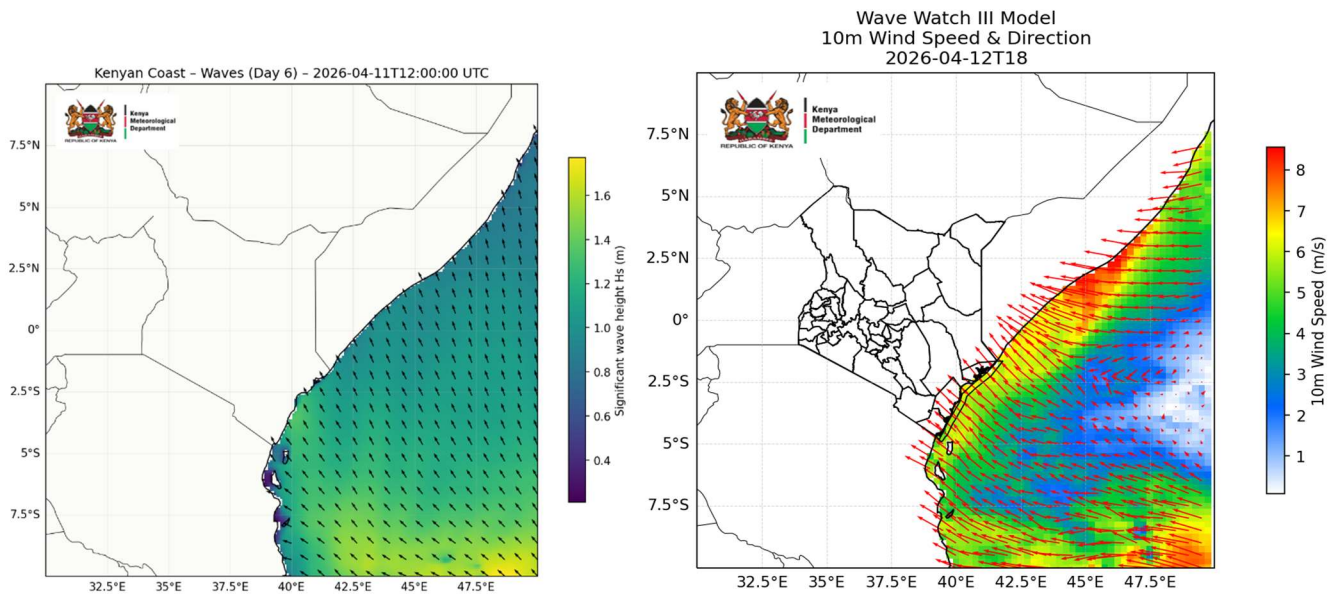 Kenyan Coast – Waves (Day 6) – 2026-04-11T12:00:00 UTC
Kenya
Meteorological
Department
REPUBLIC OF KENYA
7.5°N
5°N
2.5°N
0°
2.5°S
5°S
7.5°S
32.5°E 35°E 37.5°E 40°E 42.5°E 45°E 47.5°E
1.6
1.4
1.2
1.0
0.8
0.6
0.4
Significant wave height Hs (m)
Wave Watch III Model
10m Wind Speed & Direction
2026-04-12T18
Kenya
Meteorological
Department
REPUBLIC OF KENYA
7.5°N
5°N
2.5°N
0°
2.5°S
5°S
7.5°S
32.5°E 35°E 37.5°E 40°E 42.5°E 45°E 47.5°E
8
7
6
5
4
3
2
1
10m Wind Speed (m/s)